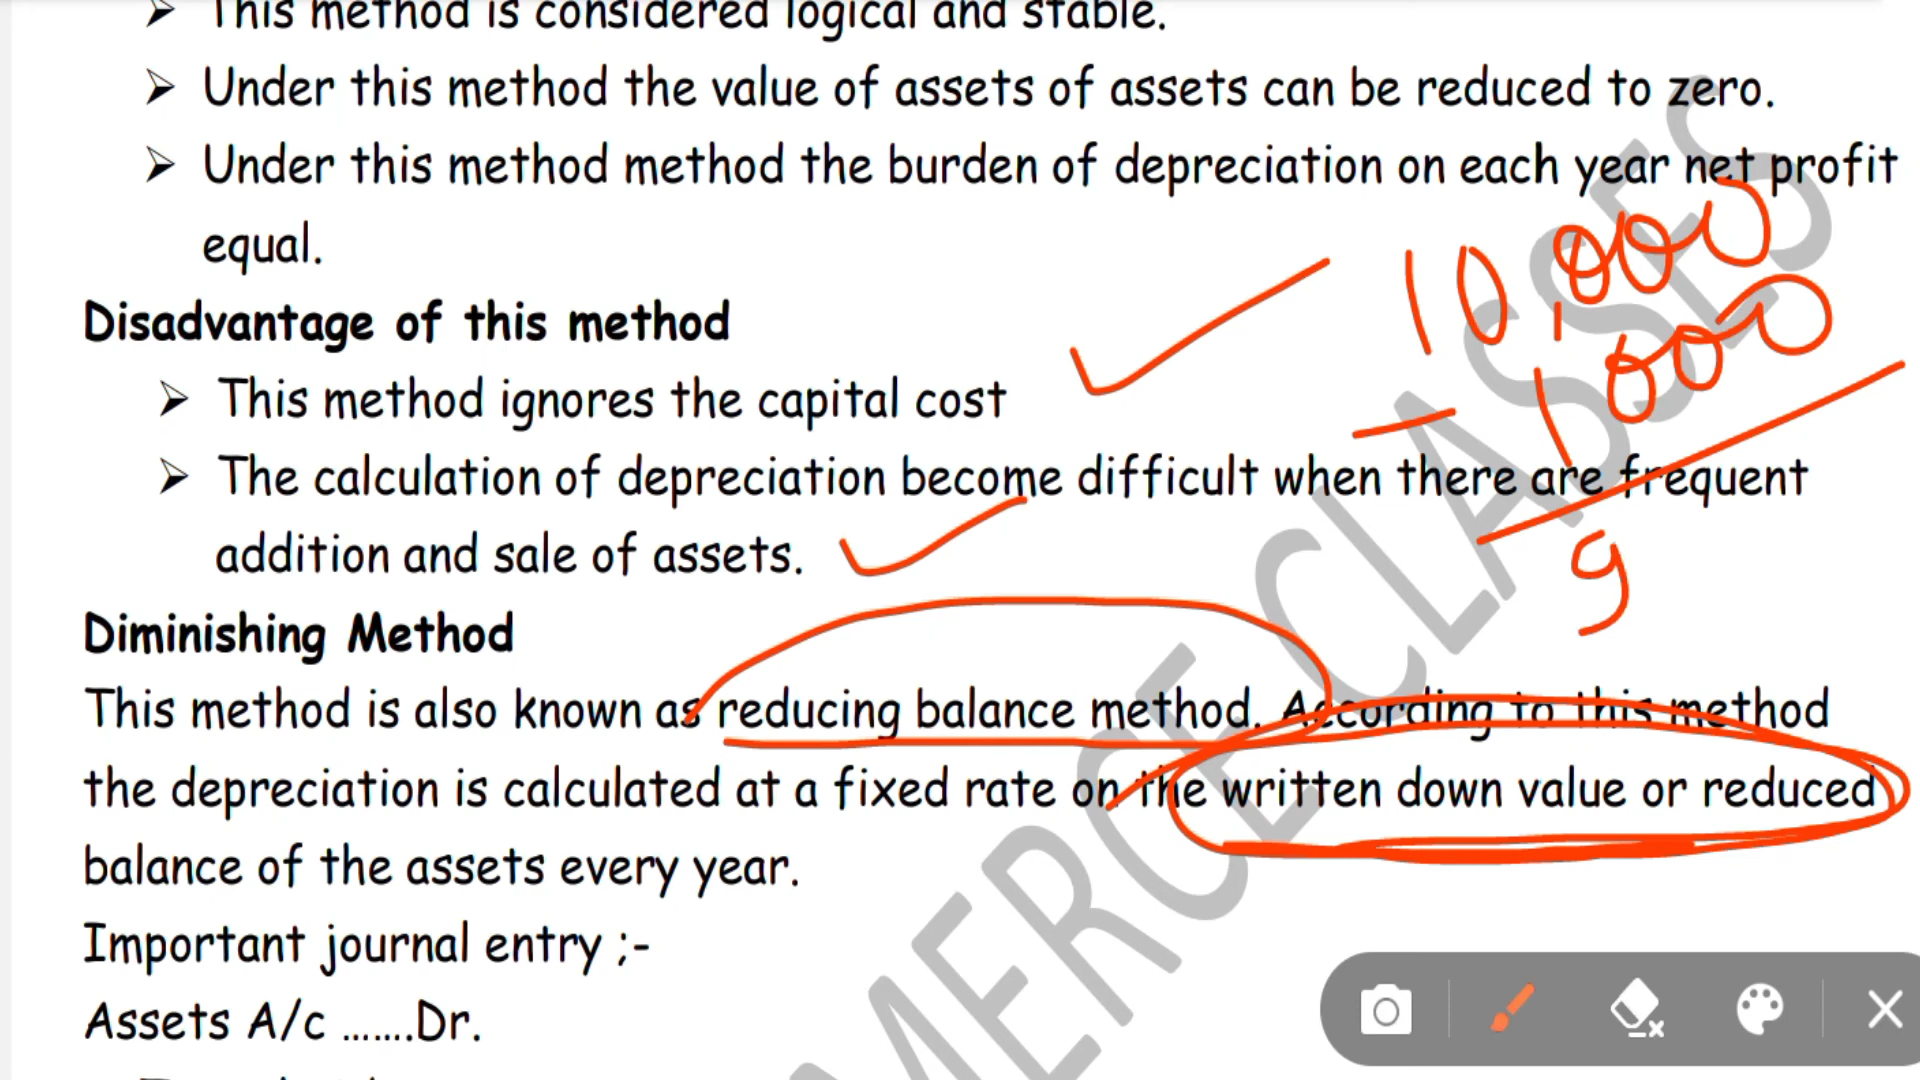 This method is considered logical and stable.
Under this method the value of assets of assets can be reduced to zero.
Under this method method the burden of depreciation on each year net profit
equal.
10,000
Disadvantage of this method
- 1000
This method ignores the capital cost
The calculation of depreciation become difficult when there are frequent
addition and sale of assets.
9
Diminishing Method
This method is also known as reducing balance method. According to this method
the depreciation is calculated at a fixed rate on the written down value or reduced
balance of the assets every year.
Important journal entry ;-
Assets A/c .......Dr.
MERCE CLASSES